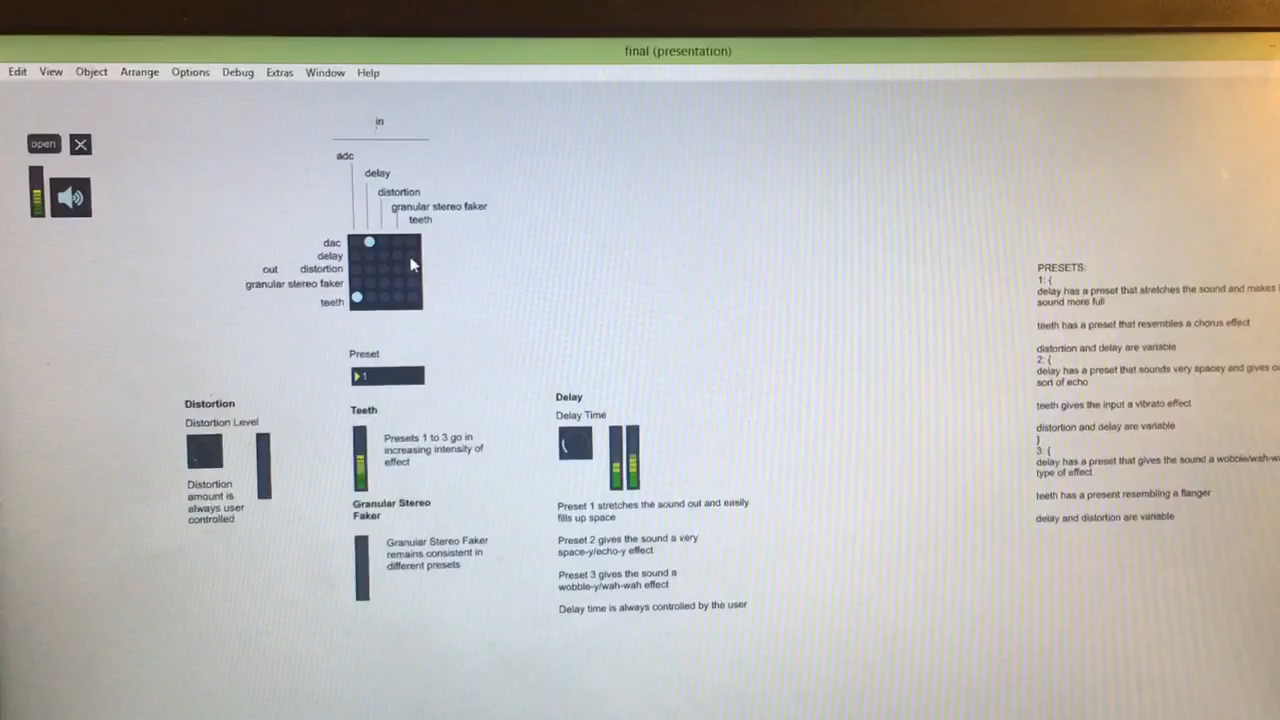 final (presentation)
Edit View Object Arrange Options Debug Extras Window Help
open
in
adc
delay
distortion
granular stereo faker
teeth
dac
delay
out distortion
granular stereo faker
teeth
Preset
1
Distortion
Distortion Level
Distortion
amount is
always user
controlled
Teeth
Presets 1 to 3 go in
increasing intensity of
effect
Granular Stereo
Faker
Granular Stereo Faker
remains consistent in
different presets
Delay
Delay Time
Preset 1 stretches the sound out and easily
fills up space
Preset 2 gives the sound a very
space-y/echo-y effect
Preset 3 gives the sound a
wobble-y/wah-wah effect
Delay time is always controlled by the user
PRESETS:
1: {
delay has a preset that stretches the sound and makes
sound more full
teeth has a preset that resembles a chorus effect
distortion and delay are variable
2: {
delay has a preset that sounds very spacey and gives
sort of echo
teeth gives the input a vibrato effect
distortion and delay are variable
}
3 {
delay has a preset that gives the sound a wobble/wah-w
type of effect
teeth has a present resembling a flanger
delay and distortion are variable